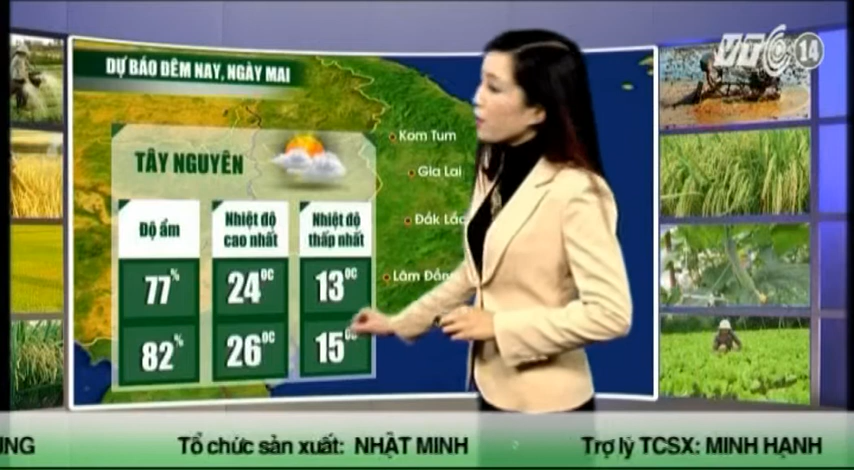 VTC 14
DỰ BÁO ĐÊM NAY, NGÀY MAI
TÂY NGUYÊN
Độ ẩm
Nhiệt độ cao nhất
Nhiệt độ thấp nhất
77% 24°C 13°C
82% 26°C 15°C
Kom Tum
Gia Lai
Đắk Lắc
Lâm Đồng
UNG Tổ chức sản xuất: NHẬT MINH Trợ lý TCSX: MINH HẠNH